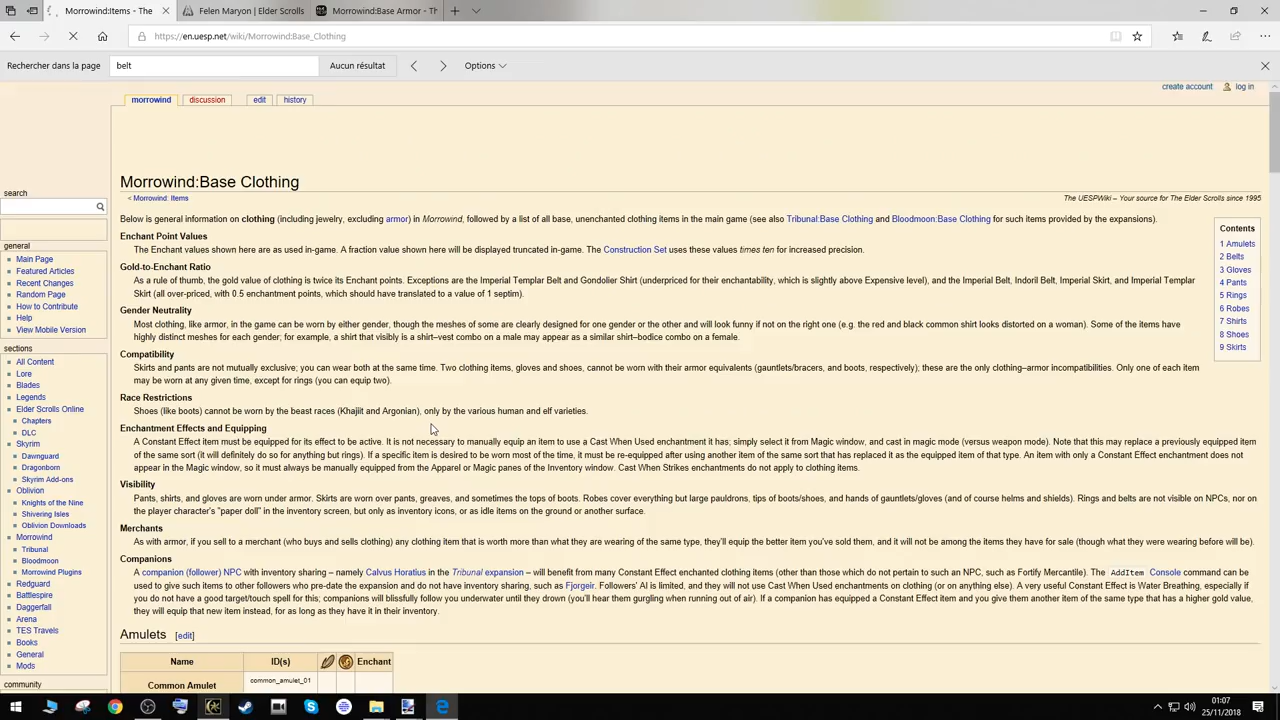 Morrowind:Items - The
Felen Maryon | Elder Scrolls
Morrowind:Base Armor - Th
https://en.uesp.net/wiki/Morrowind:Base_Clothing
Rechercher dans la page
belt
Aucun résultat
Options
create account
log in
morrowind
discussion
edit
history
Morrowind:Base Clothing
< Morrowind: Items
The UESPWiki – Your source for The Elder Scrolls since 1995
Below is general information on clothing (including jewelry, excluding armor) in Morrowind, followed by a list of all base, unenchanted clothing items in the main game (see also Tribunal:Base Clothing and Bloodmoon:Base Clothing for such items provided by the expansions).
Enchant Point Values
The Enchant values shown here are as used in-game. A fraction value shown here will be displayed truncated in-game. The Construction Set uses these values times ten for increased precision.
Gold-to-Enchant Ratio
As a rule of thumb, the gold value of clothing is twice its Enchant points. Exceptions are the Imperial Templar Belt and Gondolier Shirt (underpriced for their enchantability, which is slightly above Expensive level), and the Imperial Belt, Indoril Belt, Imperial Skirt, and Imperial Templar
Skirt (all over-priced, with 0.5 enchantment points, which should have translated to a value of 1 septim).
Gender Neutrality
Most clothing, like armor, in the game can be worn by either gender, though the meshes of some are clearly designed for one gender or the other and will look funny if not on the right one (e.g. the red and black common shirt looks distorted on a woman). Some of the items have
highly distinct meshes for each gender; for example, a shirt that visibly is a shirt–vest combo on a male may appear as a similar shirt–bodice combo on a female.
Compatibility
Skirts and pants are not mutually exclusive; you can wear both at the same time. Two clothing items, gloves and shoes, cannot be worn with their armor equivalents (gauntlets/bracers, and boots, respectively); these are the only clothing–armor incompatibilities. Only one of each item
may be worn at any given time, except for rings (you can equip two).
Race Restrictions
Shoes (like boots) cannot be worn by the beast races (Khajiit and Argonian), only by the various human and elf varieties.
Enchantment Effects and Equipping
A Constant Effect item must be equipped for its effect to be active. It is not necessary to manually equip an item to use a Cast When Used enchantment it has; simply select it from Magic window, and cast in magic mode (versus weapon mode). Note that this may replace a previously equipped item
of the same sort (it will definitely do so for anything but rings). If a specific item is desired to be worn most of the time, it must be re-equipped after using another item of the same sort that has replaced it as the equipped item of that type. An item with only a Constant Effect enchantment does not
appear in the Magic window, so it must always be manually equipped from the Apparel or Magic panes of the Inventory window. Cast When Strikes enchantments do not apply to clothing items.
Visibility
Pants, shirts, and gloves are worn under armor. Skirts are worn over pants, greaves, and sometimes the tops of boots. Robes cover everything but large pauldrons, tips of boots/shoes, and hands of gauntlets/gloves (and of course helms and shields). Rings and belts are not visible on NPCs, nor on
the player character's "paper doll" in the inventory screen, but only as inventory icons, or as idle items on the ground or another surface.
Merchants
As with armor, if you sell to a merchant (who buys and sells clothing) any clothing item that is worth more than what they are wearing of the same type, they'll equip the better item you've sold them, and it will not be among the items they have for sale (though what they were wearing before will be).
Companions
A companion (follower) NPC with inventory sharing – namely Calvus Horatius in the Tribunal expansion – will benefit from many Constant Effect enchanted clothing items (other than those which do not pertain to such an NPC, such as Fortify Mercantile). The AddItem Console command can be
used to give such items to other followers who pre-date the expansion and do not have inventory sharing, such as Fjorgeir. Followers' AI is limited, and they will not use Cast When Used enchantments on clothing (or on anything else). A very useful Constant Effect is Water Breathing, especially if
you do not have a good target/touch spell for this; companions will blissfully follow you underwater until they drown (you'll hear them gurgling when running out of air). If a companion has equipped a Constant Effect item and you give them another item of the same type that has a higher gold value,
they will equip that new item instead, for as long as they have it in their inventory.
Amulets [edit]
Name
ID(s)
Enchant
Common Amulet
common_amulet_01
Contents
1 Amulets
2 Belts
3 Gloves
4 Pants
5 Rings
6 Robes
7 Shirts
8 Shoes
9 Skirts
search
general
Main Page
Featured Articles
Recent Changes
Random Page
How to Contribute
Help
View Mobile Version
sections
All Content
Lore
Blades
Legends
Elder Scrolls Online
Chapters
DLC
Skyrim
Dawnguard
Dragonborn
Skyrim Add-ons
Oblivion
Knights of the Nine
Shivering Isles
Oblivion Downloads
Morrowind
Tribunal
Bloodmoon
Morrowind Plugins
Redguard
Battlespire
Daggerfall
Arena
TES Travels
Books
General
Mods
community
01:07
25/11/2018